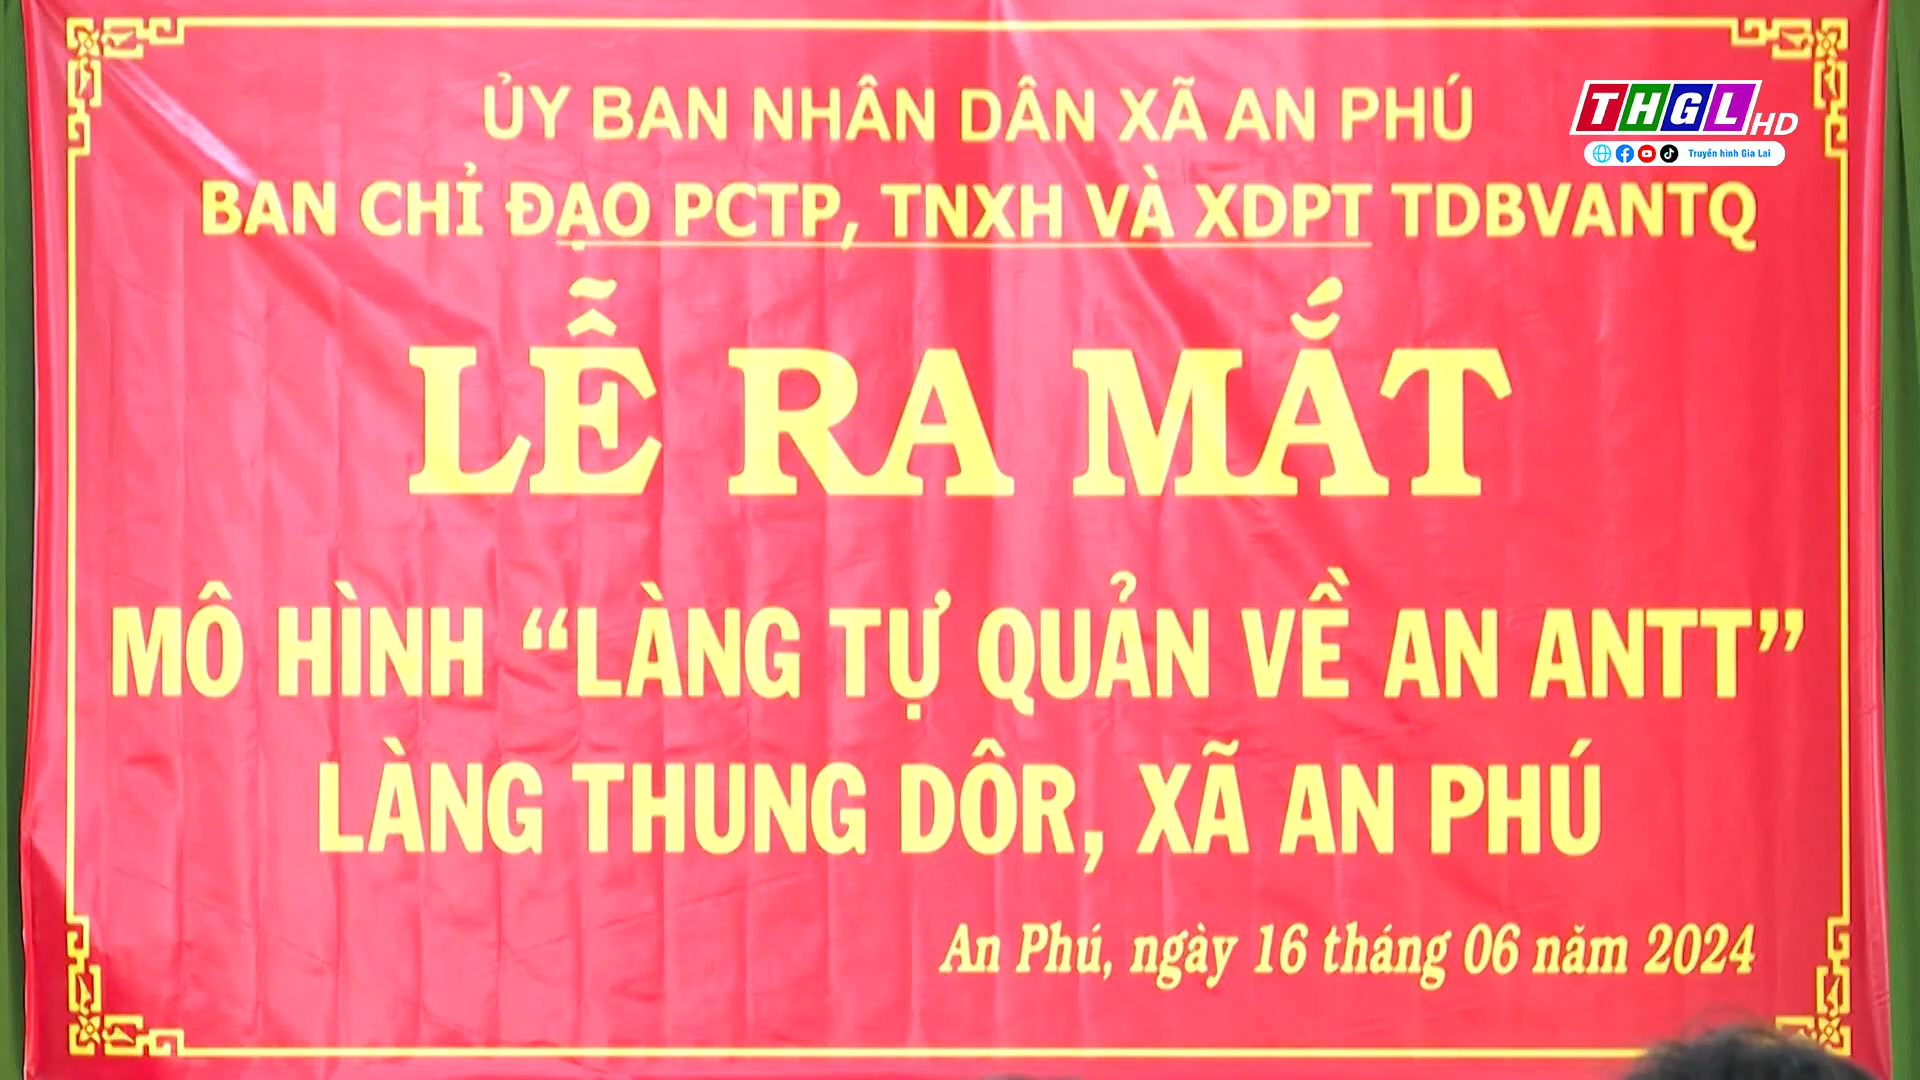 ỦY BAN NHÂN DÂN XÃ AN PHÚ
THGL HD
Truyền hình Gia Lai
BAN CHỈ ĐẠO PCTP, TNXH VÀ XDPT TDBVANTQ
LỄ RA MẮT
MÔ HÌNH “LÀNG TỰ QUẢN VỀ AN ANTT”
LÀNG THUNG DÔR, XÃ AN PHÚ
An Phú, ngày 16 tháng 06 năm 2024